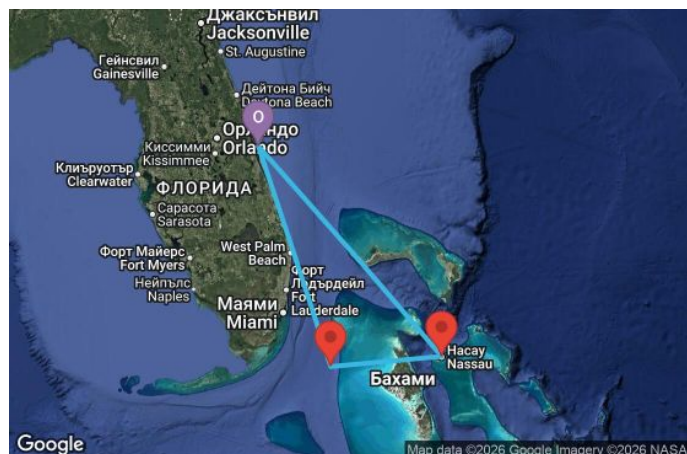 Джаксънвил
Jacksonville
St. Augustine
Гейнсвил
Gainesville
Дейтона Бийч
Daytona Beach
O
Орландо
Orlando
Киссимми
Kissimmee
Клиъруотър
Clearwater
ФЛОРИДА
Сарасота
Sarasota
Форт Майерс
Fort Myers
West Palm
Beach
Нейпълс
Naples
Форт
Лодърдейл
Fort
Lauderdale
Маями
Miami
Насау
Nassau
Бахами
Google
Map data ©2026 Google Imagery ©2026 NASA